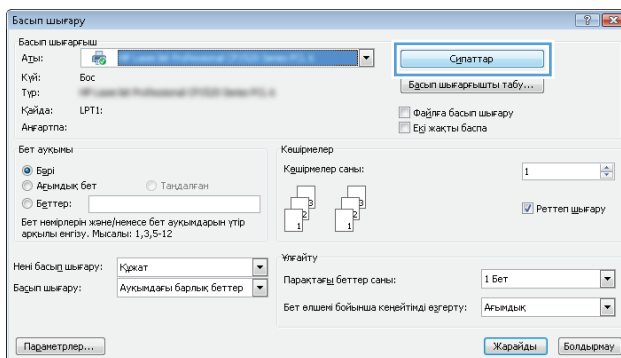 Басып шығару
Басып шығарғыш
Аты:
Сипаттар
Күй: Бос
Түр:
Басып шығарғышты табу...
Қайда: LPT1:
Файлға басып шығару
Аңғартпа:
Екі жақты баспа
Бет ауқымы
Бәрі
Ағымдық бет
Таңдалған
Беттер:
Бет нөмірлерін және/немесе бет ауқымдарын үтір
арқылы енгізу. Мысалы: 1,3,5-12
Көшірмелер
Көшірмелер саны: 1
Реттеп шығару
Нені басып шығару: Құжат
Басып шығару: Ауқымдағы барлық беттер
Ұлғайту
Парақтағы беттер саны: 1 Бет
Бет өлшемі бойынша кеңейтімді өзгерту: Ағымдық
Параметрлер...
Жарайды
Болдырмау